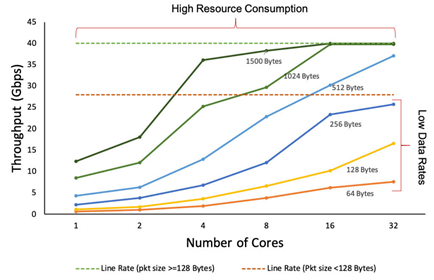 High Resource Consumption
45
40
35
30
25
20
15
10
5
0
Throughput (Gbps)
1500 Bytes
1024 Bytes
512 Bytes
256 Bytes
128 Bytes
64 Bytes
Low Data Rates
1 2 4 8 16 32
Number of Cores
Line Rate (pkt size >=128 Bytes) Line Rate (pkt size <128 Bytes)